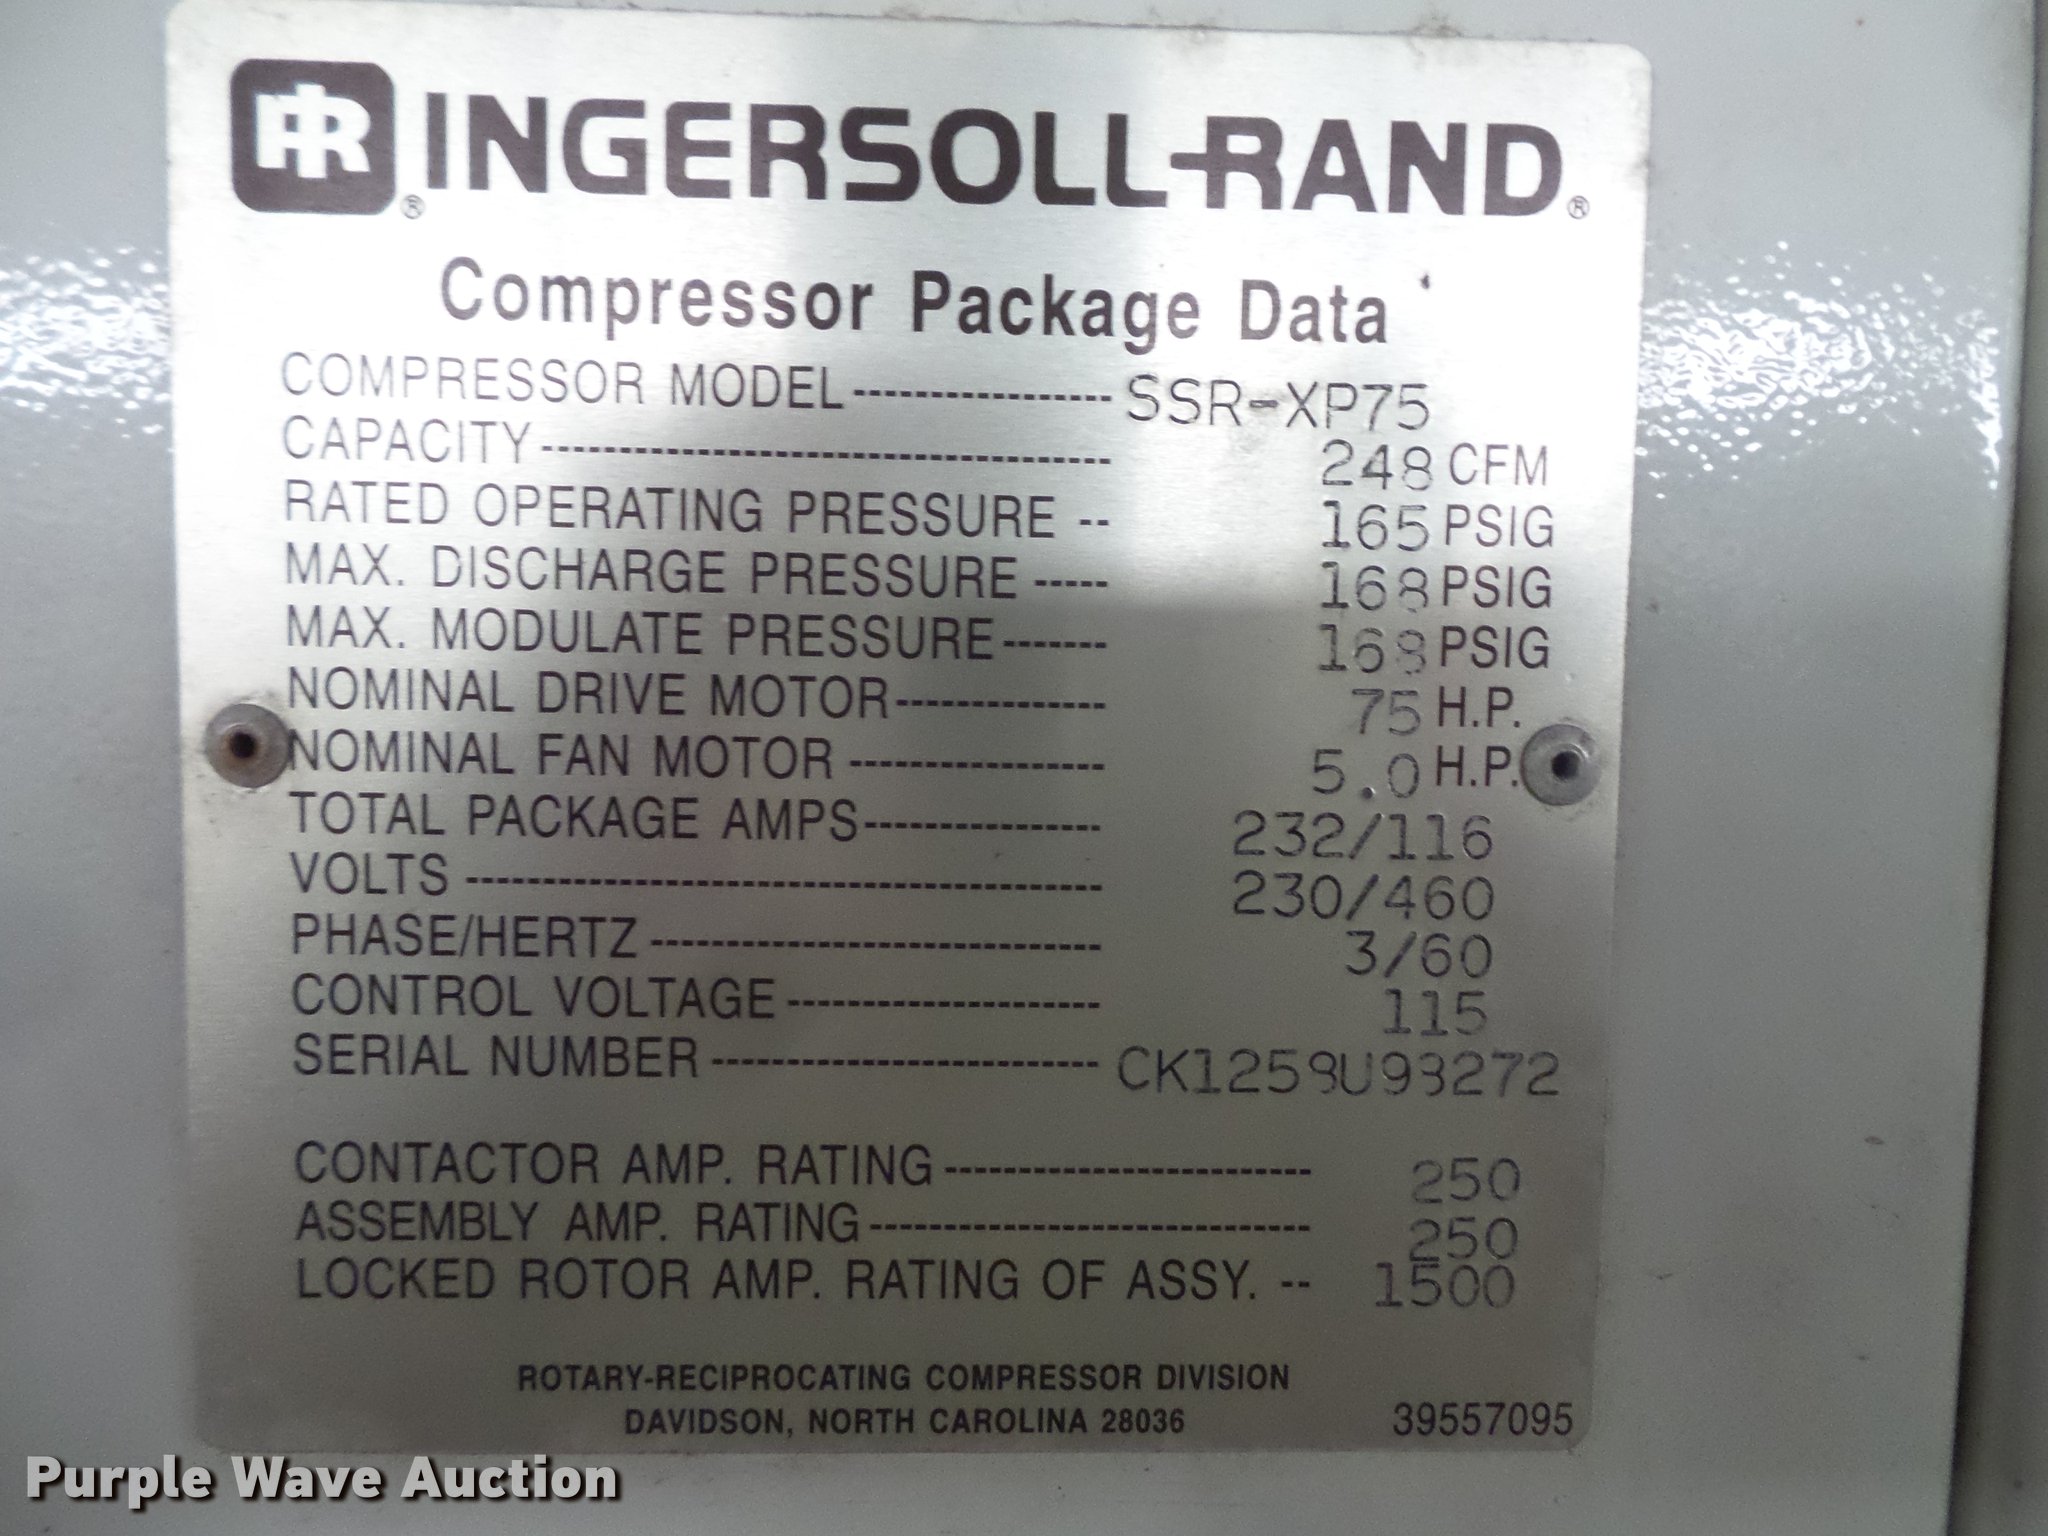 IR® INGERSOLL-RAND®
Compressor Package Data
COMPRESSOR MODEL---------------- SSR-XP75
CAPACITY------------------------------------ 248 CFM
RATED OPERATING PRESSURE -- 165 PSIG
MAX. DISCHARGE PRESSURE ----- 168 PSIG
MAX. MODULATE PRESSURE------- 168 PSIG
NOMINAL DRIVE MOTOR------------- 75 H.P.
NOMINAL FAN MOTOR ---------------- 5.0 H.P.
TOTAL PACKAGE AMPS--------------- 232/116
VOLTS ---------------------------------------- 230/460
PHASE/HERTZ ---------------------------- 3/60
CONTROL VOLTAGE-------------------- 115
SERIAL NUMBER ------------------------ CK1258U98272
CONTACTOR AMP. RATING----------------------- 250
ASSEMBLY AMP. RATING---------------------------- 250
LOCKED ROTOR AMP. RATING OF ASSY. -- 1500
ROTARY-RECIPROCATING COMPRESSOR DIVISION
DAVIDSON, NORTH CAROLINA 28036 39557095
Purple Wave Auction